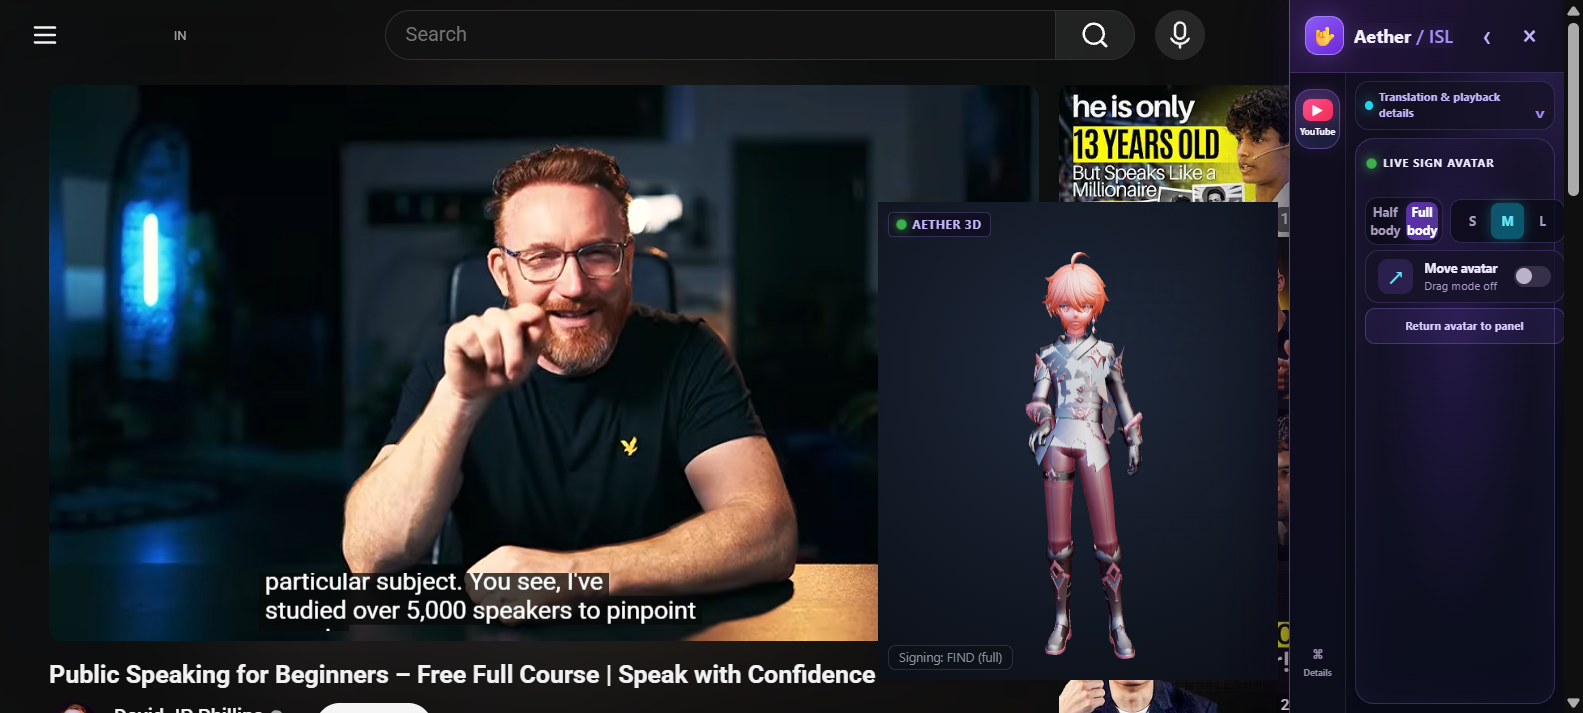 IN
Search
Aether / ISL
he is only
13 YEARS OLD
But Speaks Like a
Millionaire
YouTube
Translation & playback
details
LIVE SIGN AVATAR
Half
body
Full
body
S
M
L
Move avatar
Drag mode off
Return avatar to panel
AETHER 3D
Signing: FIND (full)
particular subject. You see, I've
studied over 5,000 speakers to pinpoint
Public Speaking for Beginners – Free Full Course | Speak with Confidence
Details